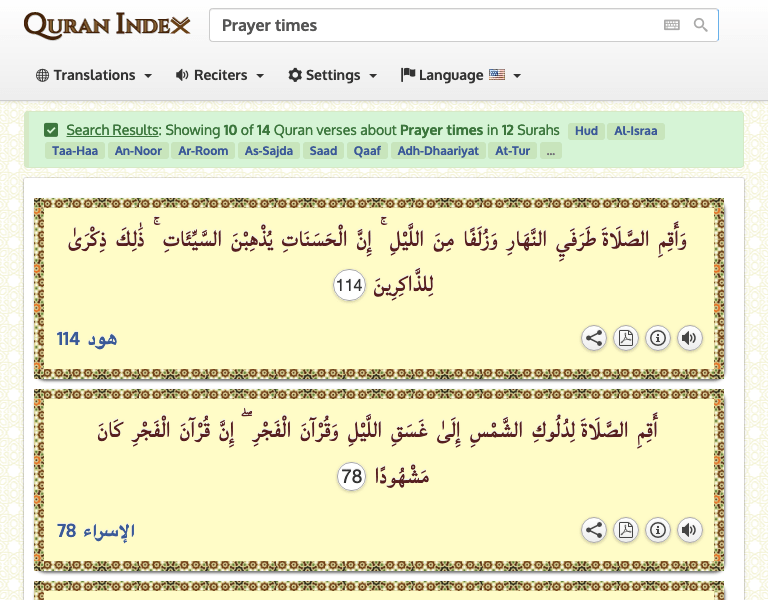 Quran Index
Prayer times
Translations Reciters Settings Language
Search Results: Showing 10 of 14 Quran verses about Prayer times in 12 Surahs Hud Al-Israa
Taa-Haa An-Noor Ar-Room As-Sajda Saad Qaaf Adh-Dhaariyat At-Tur ...
وَأَقِمِ الصَّلَاةَ طَرَفَيِ النَّهَارِ وَزُلَفًا مِنَ اللَّيْلِ ۚ إِنَّ الْحَسَنَاتِ يُذْهِبْنَ السَّيِّئَاتِ ۚ ذَٰلِكَ ذِكْرَىٰ
لِلذَّاكِرِينَ 114
هود 114
أَقِمِ الصَّلَاةَ لِدُلُوكِ الشَّمْسِ إِلَىٰ غَسَقِ اللَّيْلِ وَقُرْآنَ الْفَجْرِ ۖ إِنَّ قُرْآنَ الْفَجْرِ كَانَ
مَشْهُودًا 78
الإسراء 78